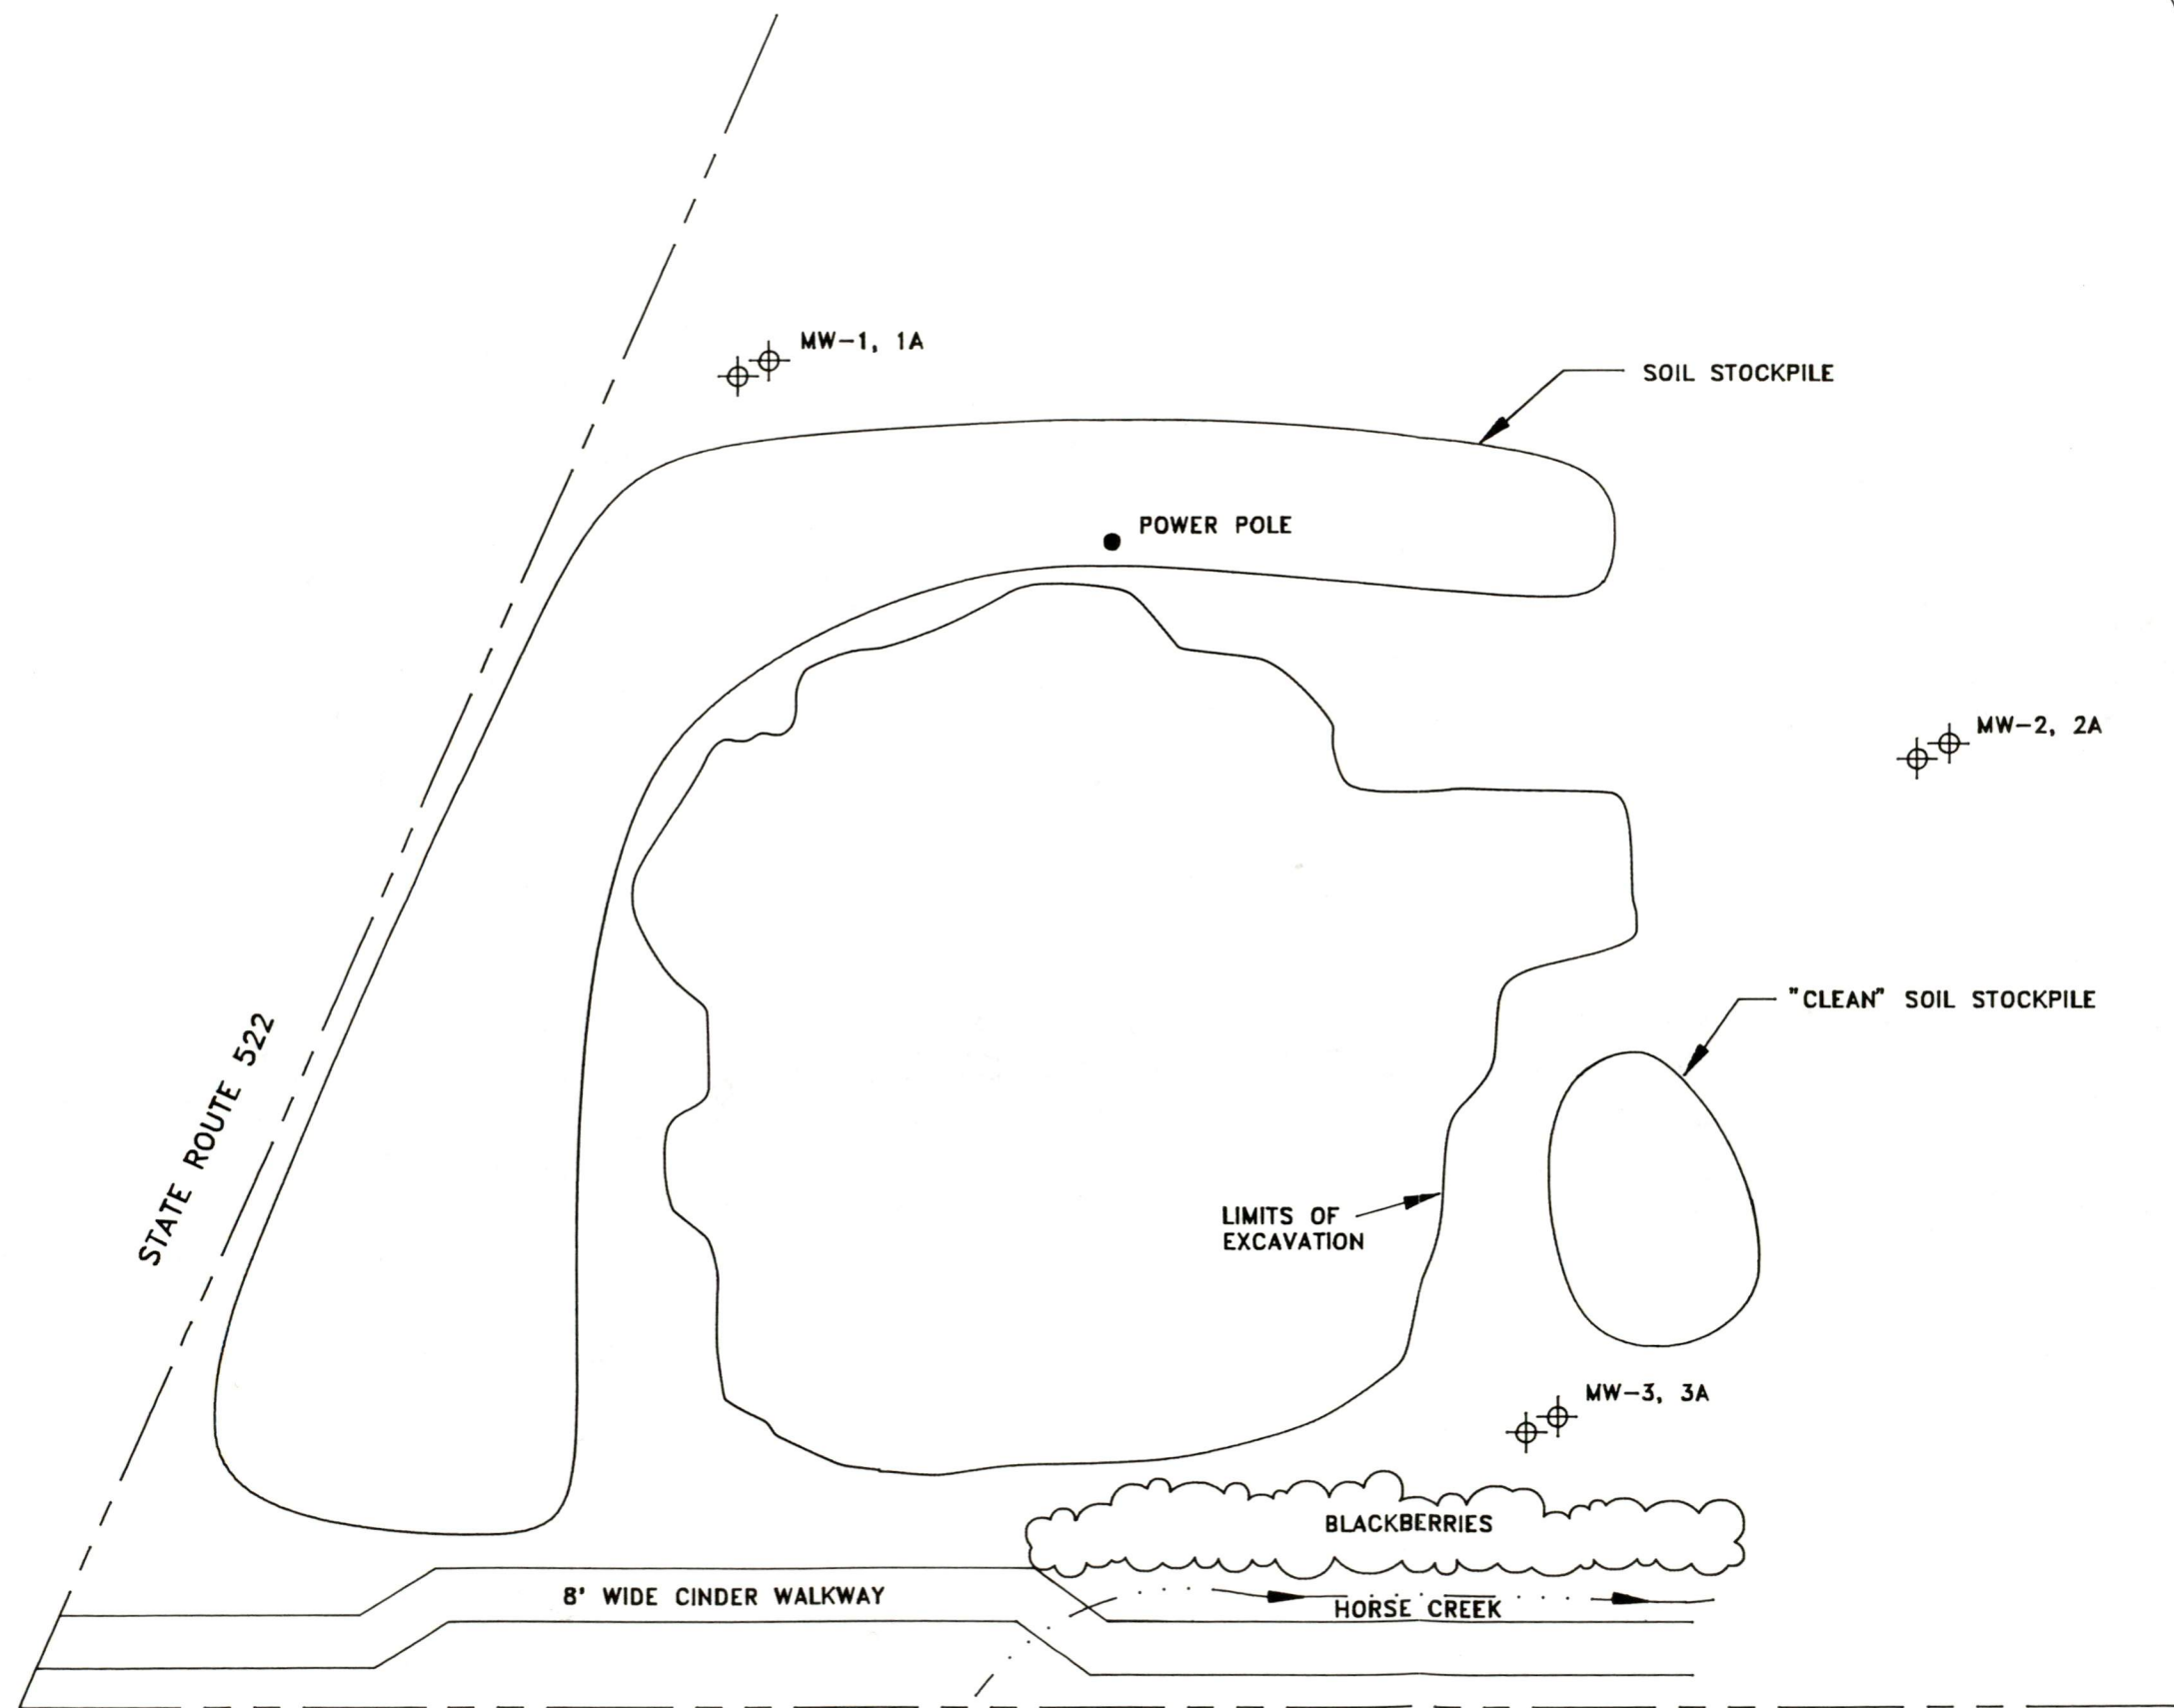 MW-1, 1A
SOIL STOCKPILE
POWER POLE
MW-2, 2A
"CLEAN" SOIL STOCKPILE
STATE ROUTE 522
LIMITS OF
EXCAVATION
MW-3, 3A
BLACKBERRIES
8' WIDE CINDER WALKWAY
HORSE CREEK